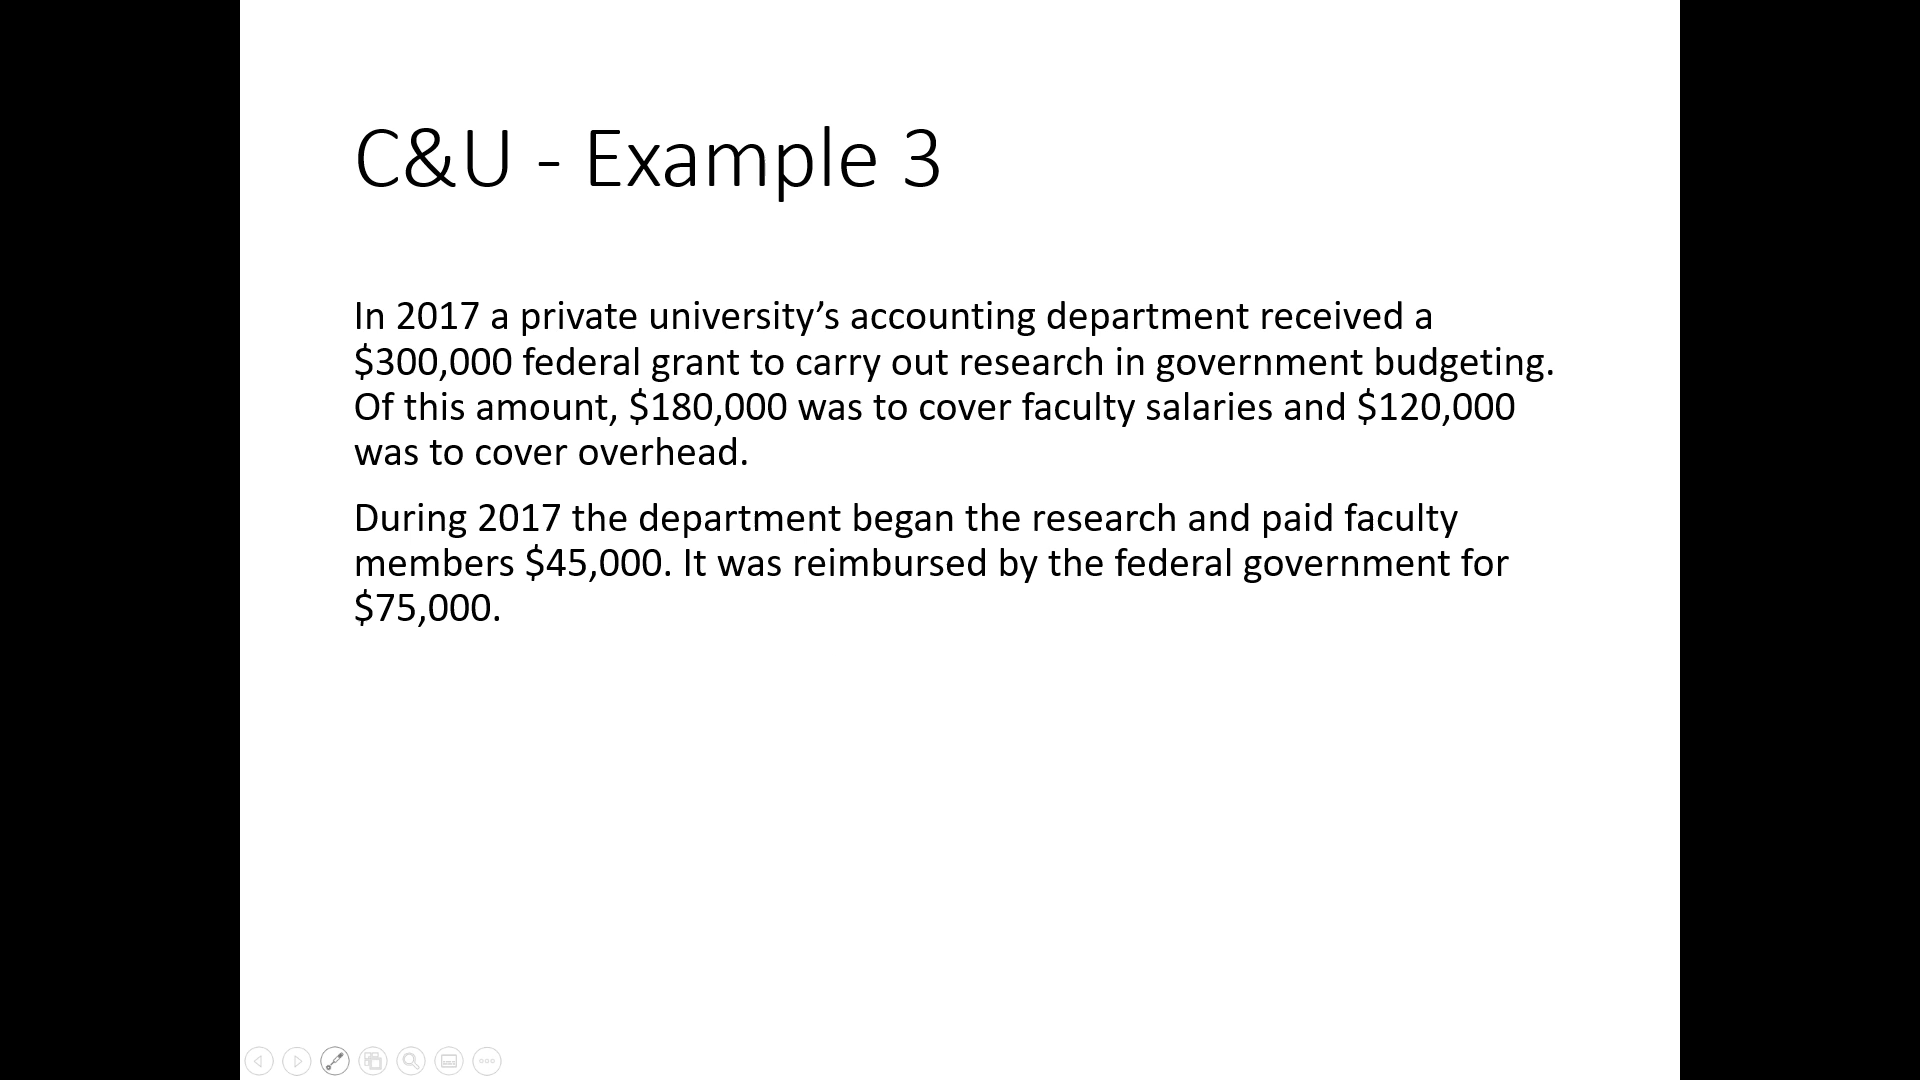 C&U - Example 3
In 2017 a private university’s accounting department received a
$300,000 federal grant to carry out research in government budgeting.
Of this amount, $180,000 was to cover faculty salaries and $120,000
was to cover overhead.
During 2017 the department began the research and paid faculty
members $45,000. It was reimbursed by the federal government for
$75,000.